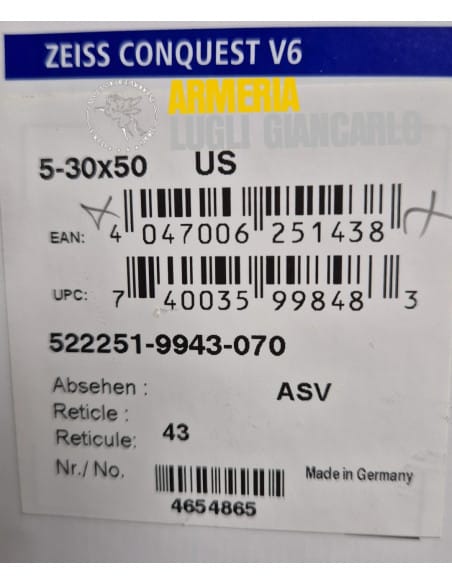 ZEISS CONQUEST V6
ARMERIA
LUGLI GIANCARLO
5-30x50 US
EAN: 4 047006 251438
UPC: 7 40035 99848 3
522251-9943-070
Absehen : ASV
Reticle :
Reticule: 43
Nr./ No.
4654865
Made in Germany